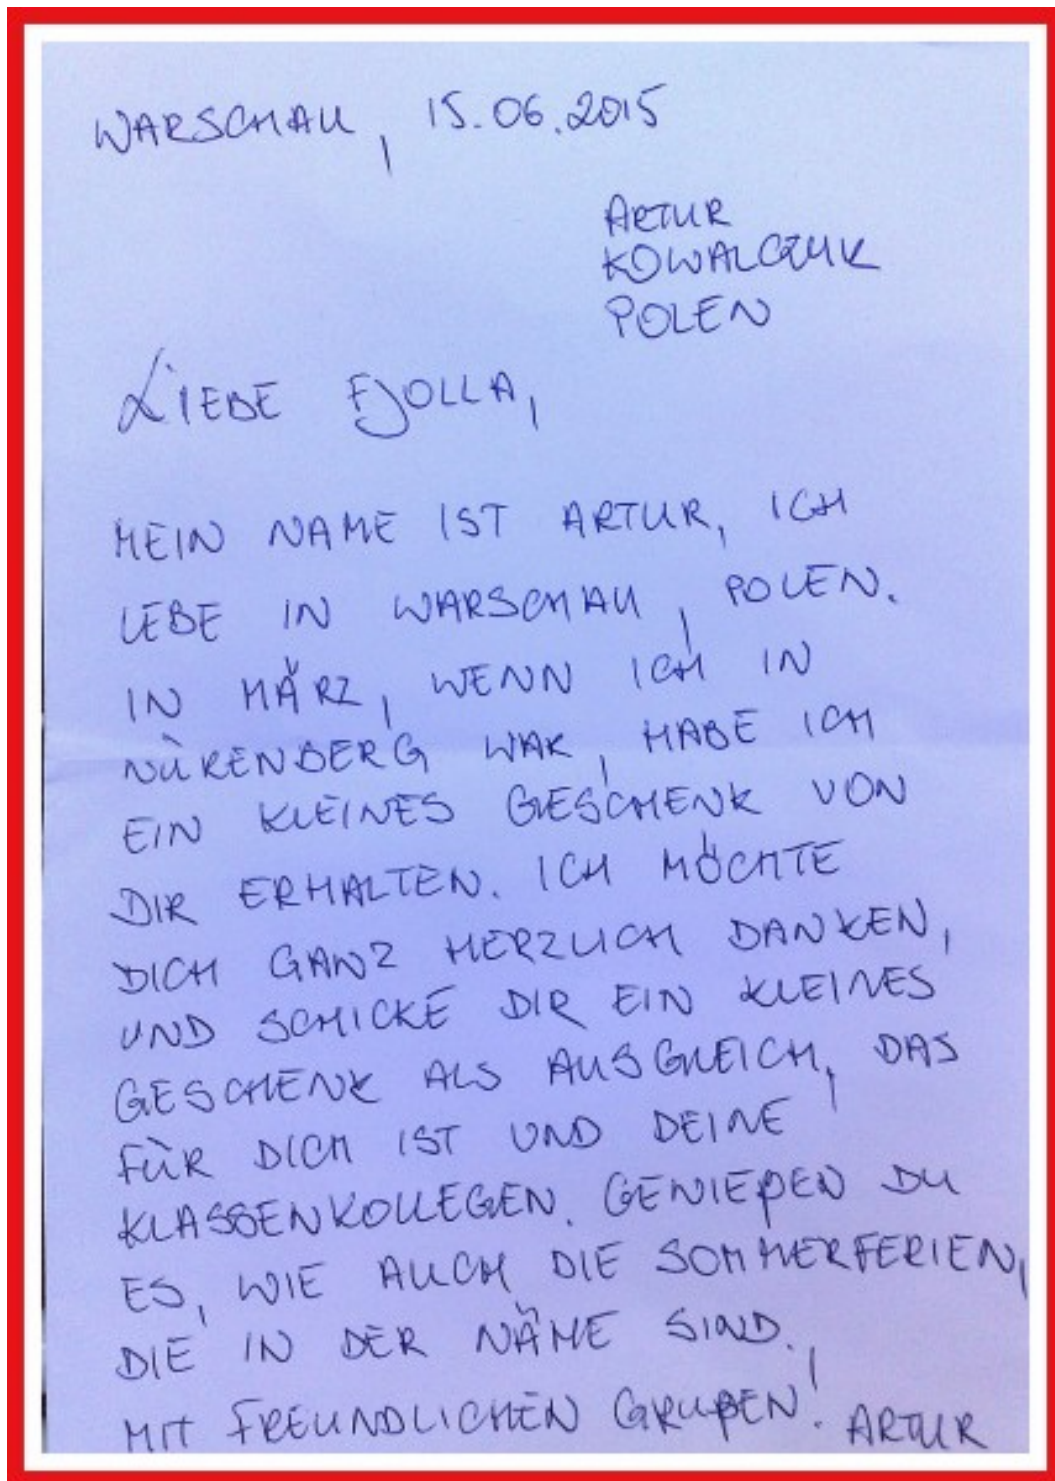 WARSCHAU, 15.06.2015
ARTUR
KOWALCZUK
POLEN
LIEBE FJOLLA,
MEIN NAME IST ARTUR, ICH
LEBE IN WARSCHAU, POLEN.
IN MÄRZ, WENN ICH IN
NÜRENBERG WAR, HABE ICH
EIN KLEINES GESCHENK VON
DIR ERHALTEN. ICH MÖCHTE
DICH GANZ HERZLICH DANKEN,
UND SCHICKE DIR EIN KLEINES
GESCHENK ALS AUSGLEICH, DAS
FÜR DICH IST UND DEINE
KLASSENKOLLEGEN. GENIEßEN DU
ES, WIE AUCH DIE SOMMERFERIEN,
DIE IN DER NÄHE SIND.
MIT FREUNDLICHEN GRUßEN! ARTUR